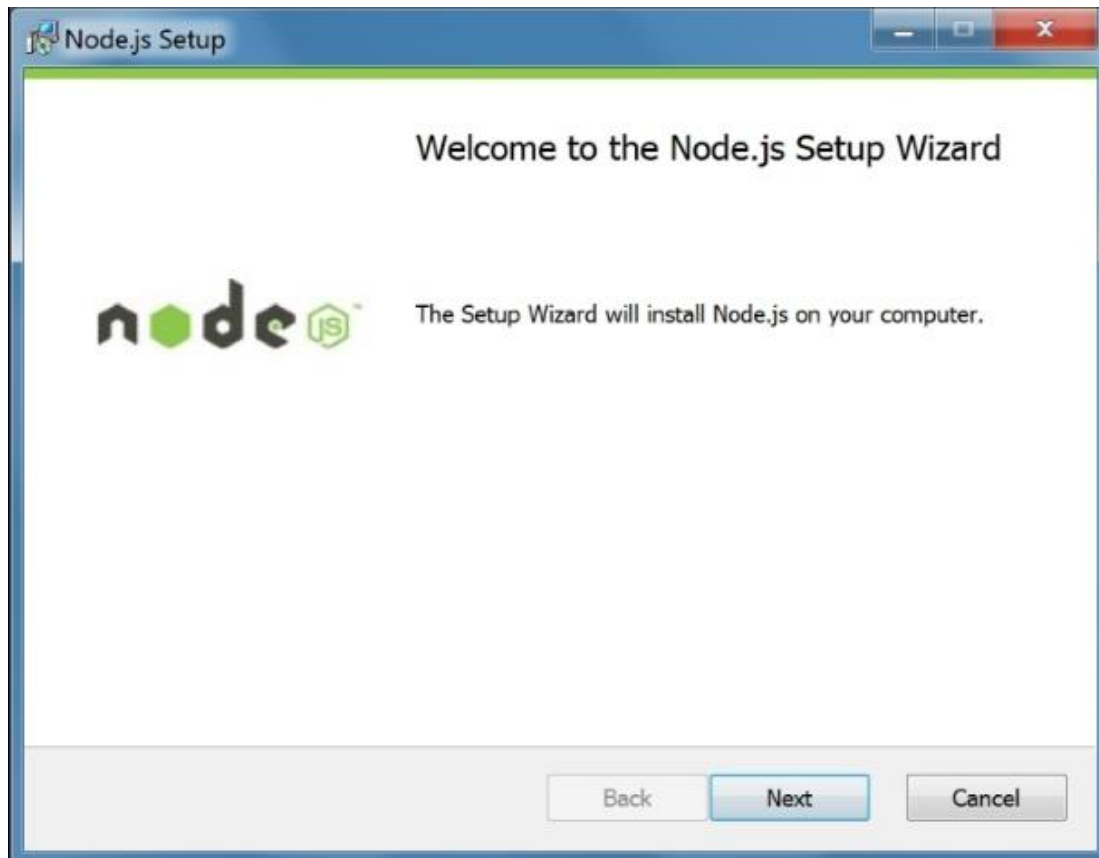 Node.js Setup
Welcome to the Node.js Setup Wizard
node JS™
The Setup Wizard will install Node.js on your computer.
Back Next Cancel